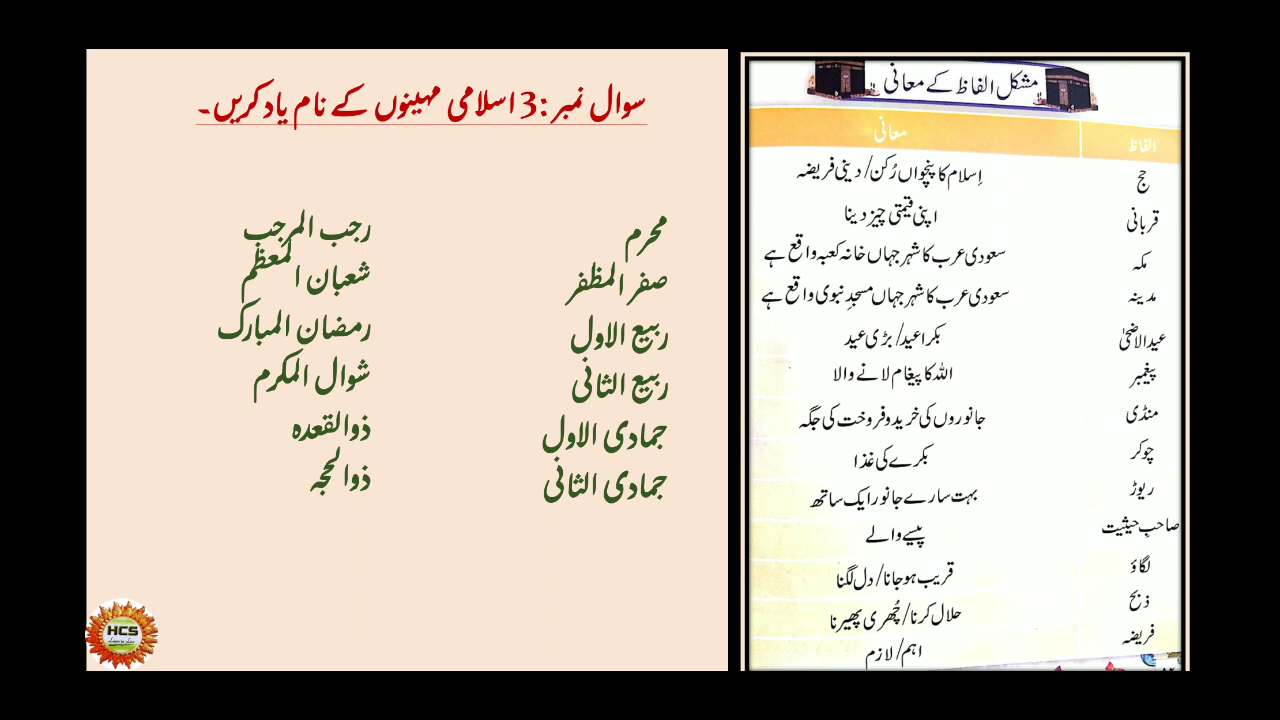 سوال نمبر :3 اسلامی مہینوں کے نام یاد کریں۔
محرم
صفر المظفر
ربیع الاول
ربیع الثانی
جمادی الاول
جمادی الثانی
رجب المرجب
شعبان المعظم
رمضان المبارک
شوال المکرم
ذوالقعدہ
ذوالحجہ
HCS
مشکل الفاظ کے معانی
الفاظ معانی
حج اِسلام کا پنچواں رُکن/ دینی فریضہ
قربانی اپنی قیمتی چیز دینا
مکہ سعودی عرب کا شہر جہاں خانہ کعبہ واقع ہے
مدینہ سعودی عرب کا شہر جہاں مسجدِ نبوی واقع ہے
عیدالاضحیٰ بکرا عید/ بڑی عید
پیغمبر اللہ کا پیغام لانے والا
منڈی جانوروں کی خرید و فروخت کی جگہ
چوکر بکرے کی غذا
ریوڑ بہت سارے جانور ایک ساتھ
صاحبِ حیثیت پیسے والے
لگاؤ قریب ہو جانا/ دل لگنا
ذبح حلال کرنا/ چُھری پھیرنا
فریضہ اہم/ لازم